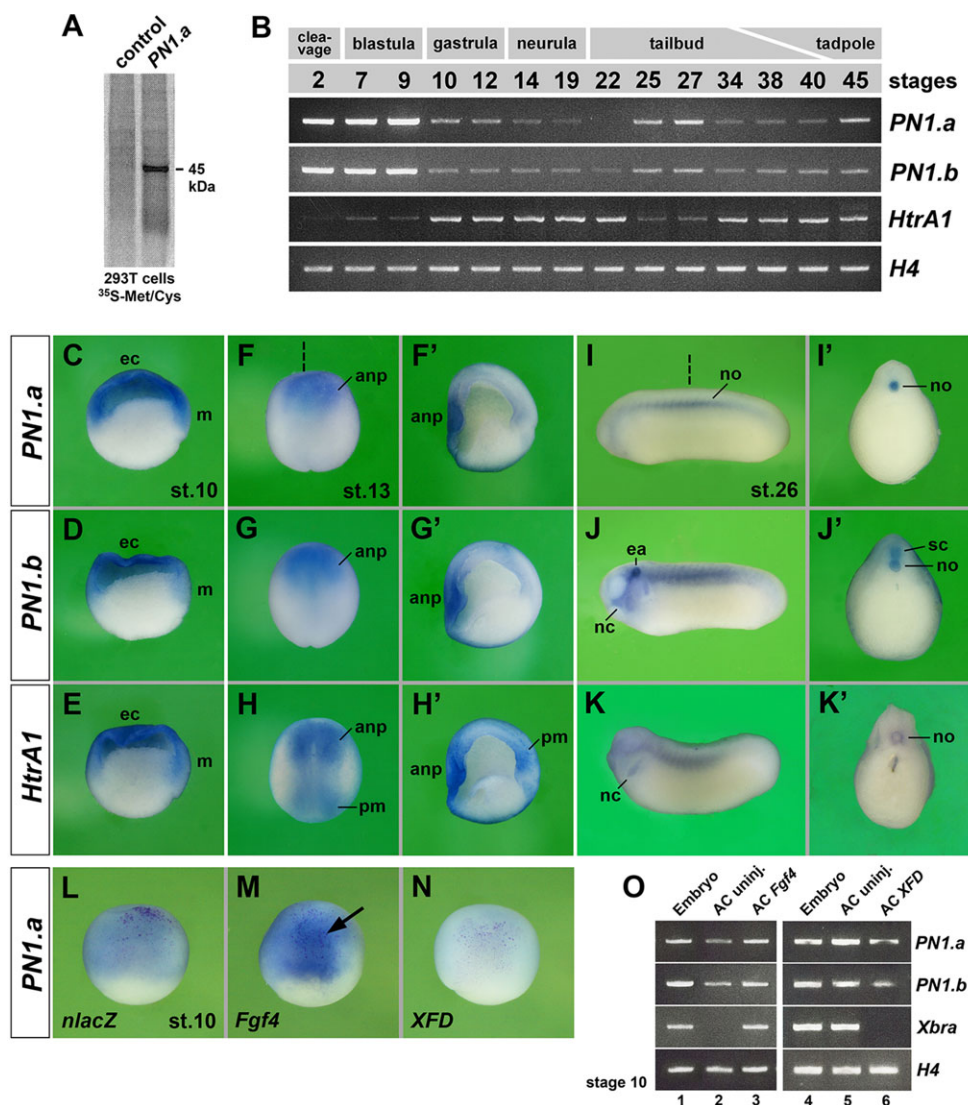 A
control
PN1.a
45
kDa
293T cells
³⁵S-Met/Cys
B
clea-
vage
blastula
gastrula
neurula
tailbud
tadpole
2 7 9 10 12 14 19 22 25 27 34 38 40 45 stages
PN1.a
PN1.b
HtrA1
H4
PN1.a
C
ec
m
st.10
F
anp
st.13
F'
anp
I
no
st.26
I'
no
PN1.b
D
ec
m
G
anp
G'
anp
J
ea
nc
J'
sc
no
HtrA1
E
ec
m
H
anp
pm
H'
pm
anp
K
nc
K'
no
PN1.a
L
nlacZ st.10
M
Fgf4
N
XFD
O
Embryo
AC uninj.
AC Fgf4
Embryo
AC uninj.
AC XFD
PN1.a
PN1.b
Xbra
H4
stage 10
1 2 3 4 5 6